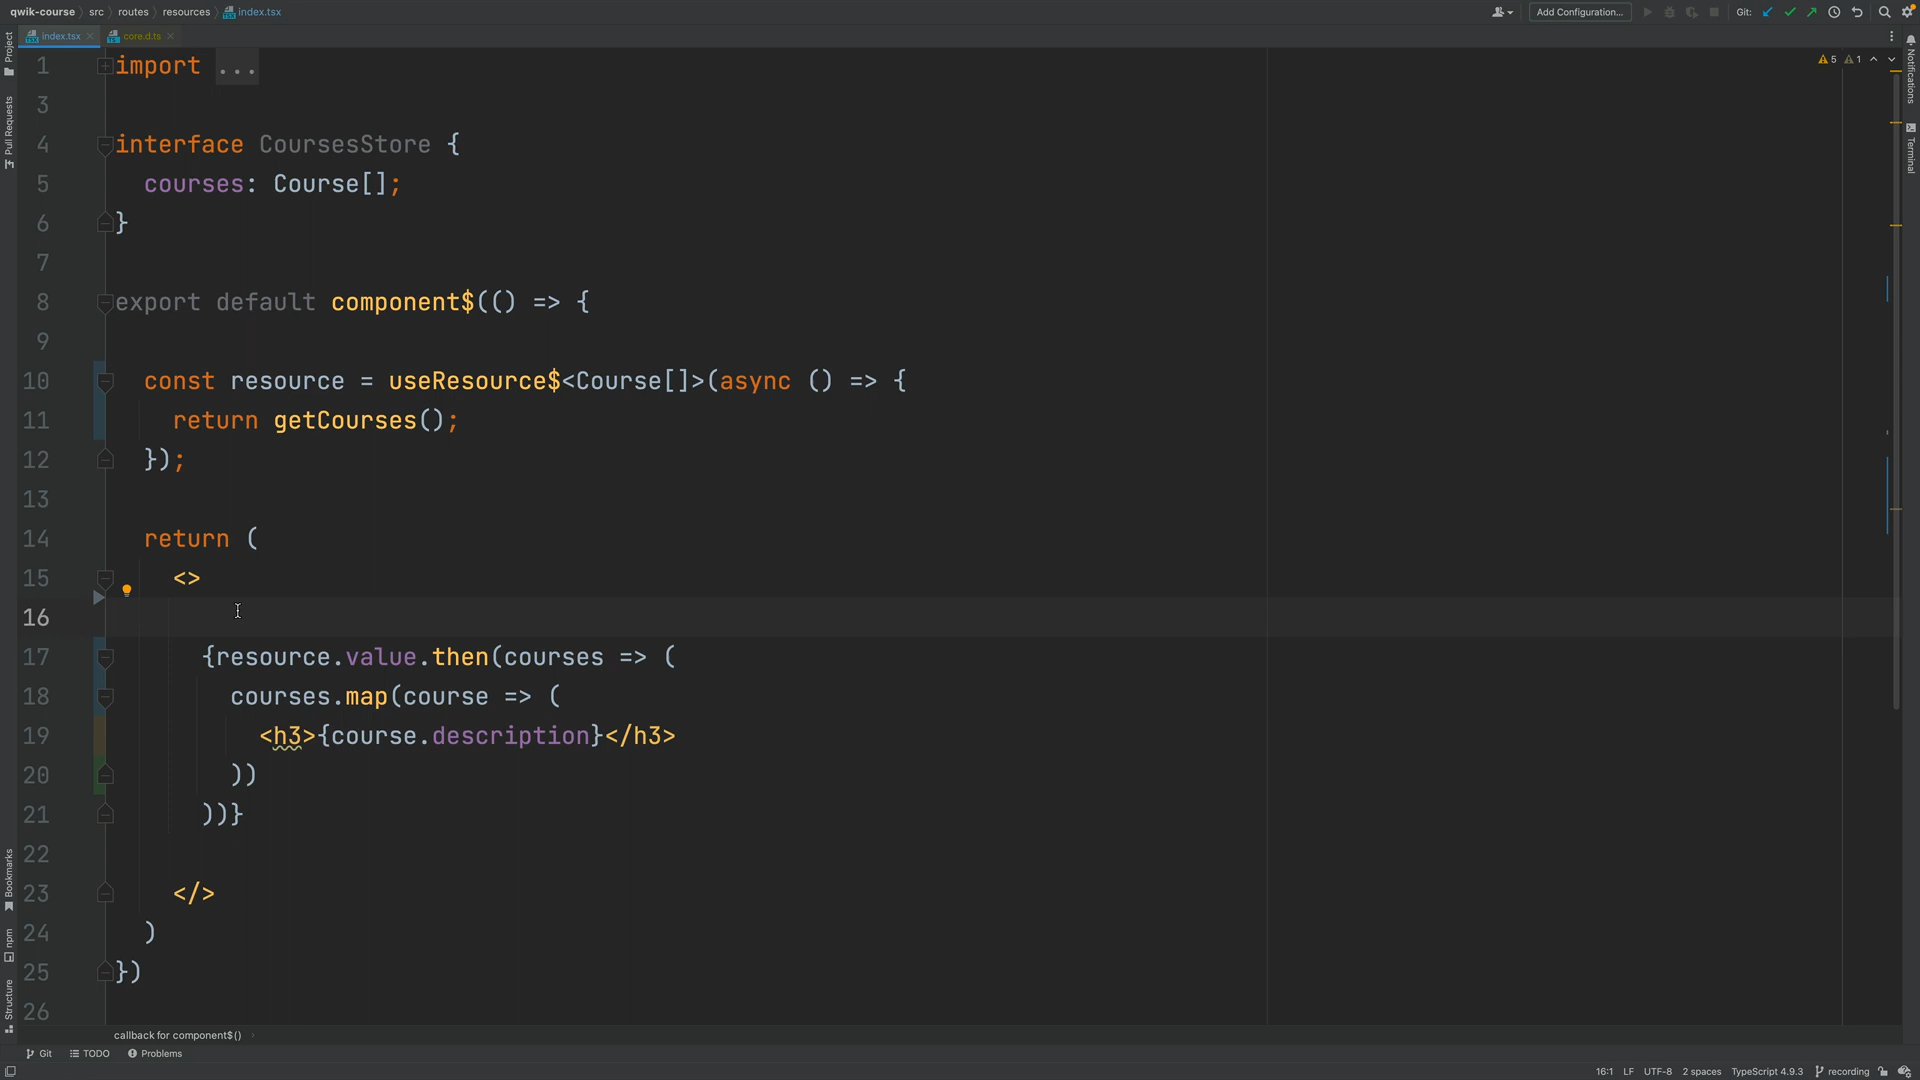 qwik-course src routes resources index.tsx
Add Configuration...
Git:
index.tsx
core.d.ts
Project
Pull Requests
Bookmarks
npm
Structure
Notifications
Terminal
5 1
1 import ...
3
4 interface CoursesStore {
5 courses: Course[];
6 }
7
8 export default component$(() => {
9
10 const resource = useResource$<Course[]>(async () => {
11 return getCourses();
12 });
13
14 return (
15 <>
16
17 {resource.value.then(courses => (
18 courses.map(course => (
19 <h3>{course.description}</h3>
20 ))
21 ))}
22
23 </>
24 )
25 })
26
callback for component$()
Git TODO Problems
16:1 LF UTF-8 2 spaces TypeScript 4.9.3 recording